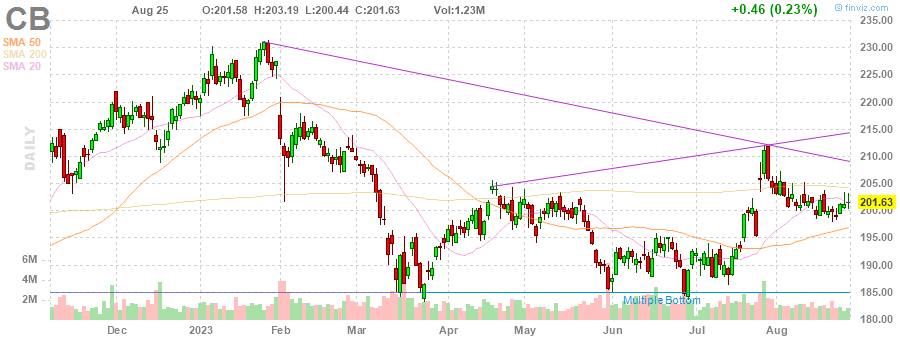 CB Aug 25 O:201.58 H:203.19 L:200.44 C:201.63 Vol:1.23M +0.46 (0.23%) © finviz.com
SMA 50
SMA 200
SMA 20
DAILY
235.00
230.00
225.00
220.00
215.00
210.00
205.00
201.63
200.00
195.00
190.00
185.00
180.00
6M
4M
2M
Multiple Bottom
Dec 2023 Feb Mar Apr May Jun Jul Aug